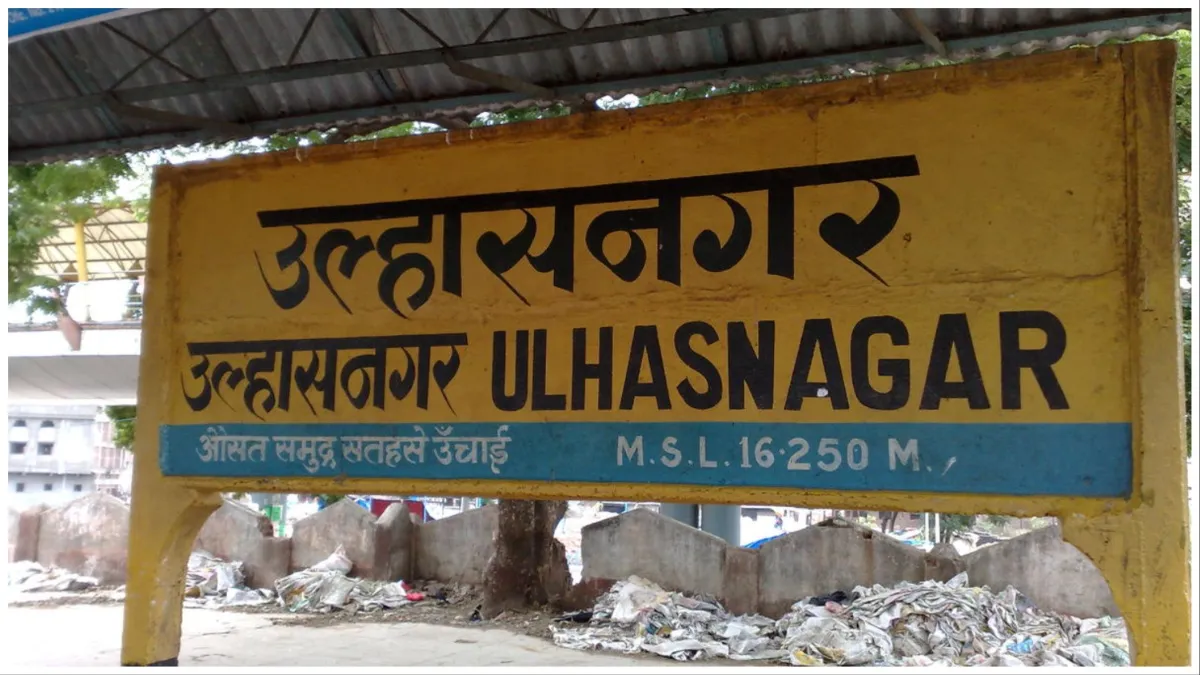 उल्हासनगर
उल्हासनगर ULHASNAGAR
औसत समुद्र सतहसे उँचाई M.S.L. 16.250 M.